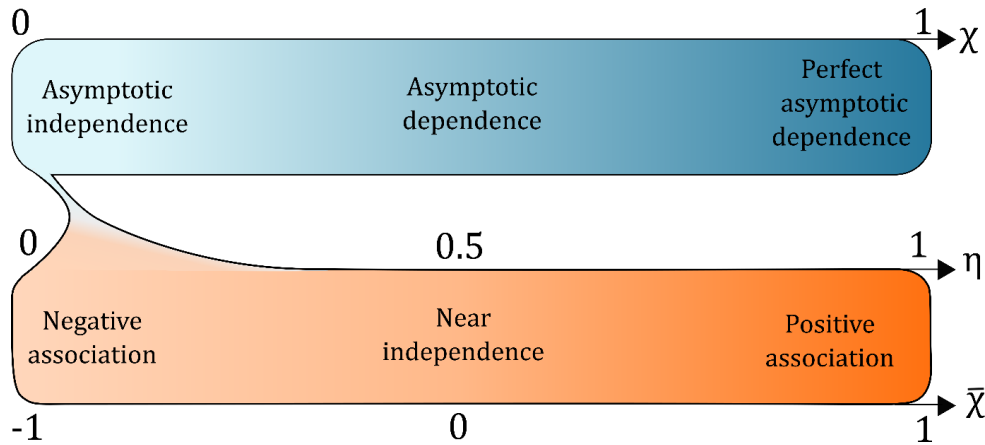 0 1 χ
Asymptotic independence
Asymptotic dependence
Perfect asymptotic dependence
0 0.5 1 η
Negative association
Near independence
Positive association
-1 0 1 χ̄